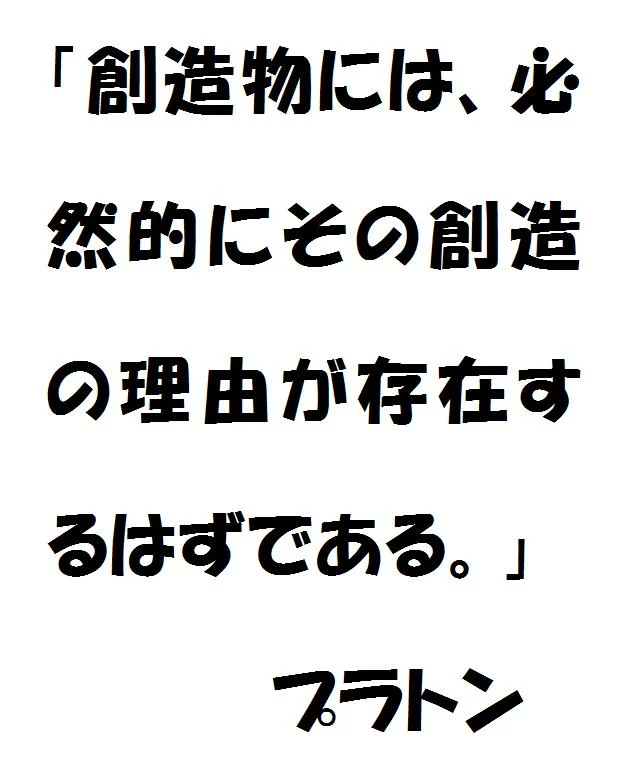 「創造物には、必
然的にその創造
の理由が存在す
るはずである。」
プラトン